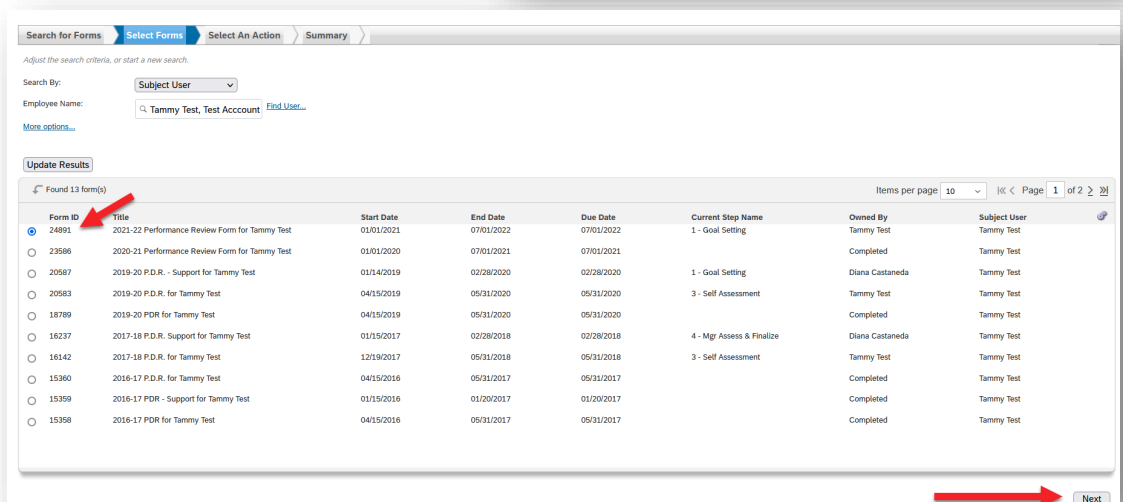 Search for Forms Select Forms Select An Action Summary
Adjust the search criteria, or start a new search.
Search By: Subject User
Employee Name: Tammy Test, Test Acccount Find User...
More options...
Update Results
Found 13 form(s) Items per page 10 Page 1 of 2
Form ID Title Start Date End Date Due Date Current Step Name Owned By Subject User
24891 2021-22 Performance Review Form for Tammy Test 01/01/2021 07/01/2022 07/01/2022 1 - Goal Setting Tammy Test Tammy Test
23586 2020-21 Performance Review Form for Tammy Test 01/01/2020 07/01/2021 07/01/2021 Completed Tammy Test
20587 2019-20 P.D.R. - Support for Tammy Test 01/14/2019 02/28/2020 02/28/2020 1 - Goal Setting Diana Castaneda Tammy Test
20583 2019-20 P.D.R. for Tammy Test 04/15/2019 05/31/2020 05/31/2020 3 - Self Assessment Tammy Test Tammy Test
18789 2019-20 PDR for Tammy Test 04/15/2019 05/31/2020 05/31/2020 Completed Tammy Test
16237 2017-18 P.D.R. Support for Tammy Test 01/15/2017 02/28/2018 02/28/2018 4 - Mgr Assess & Finalize Diana Castaneda Tammy Test
16142 2017-18 P.D.R. for Tammy Test 12/19/2017 05/31/2018 05/31/2018 3 - Self Assessment Tammy Test Tammy Test
15360 2016-17 P.D.R. for Tammy Test 04/15/2016 05/31/2017 05/31/2017 Completed Tammy Test
15359 2016-17 PDR - Support for Tammy Test 01/15/2016 01/20/2017 01/20/2017 Completed Tammy Test
15358 2016-17 PDR for Tammy Test 04/15/2016 05/31/2017 05/31/2017 Completed Tammy Test
Next